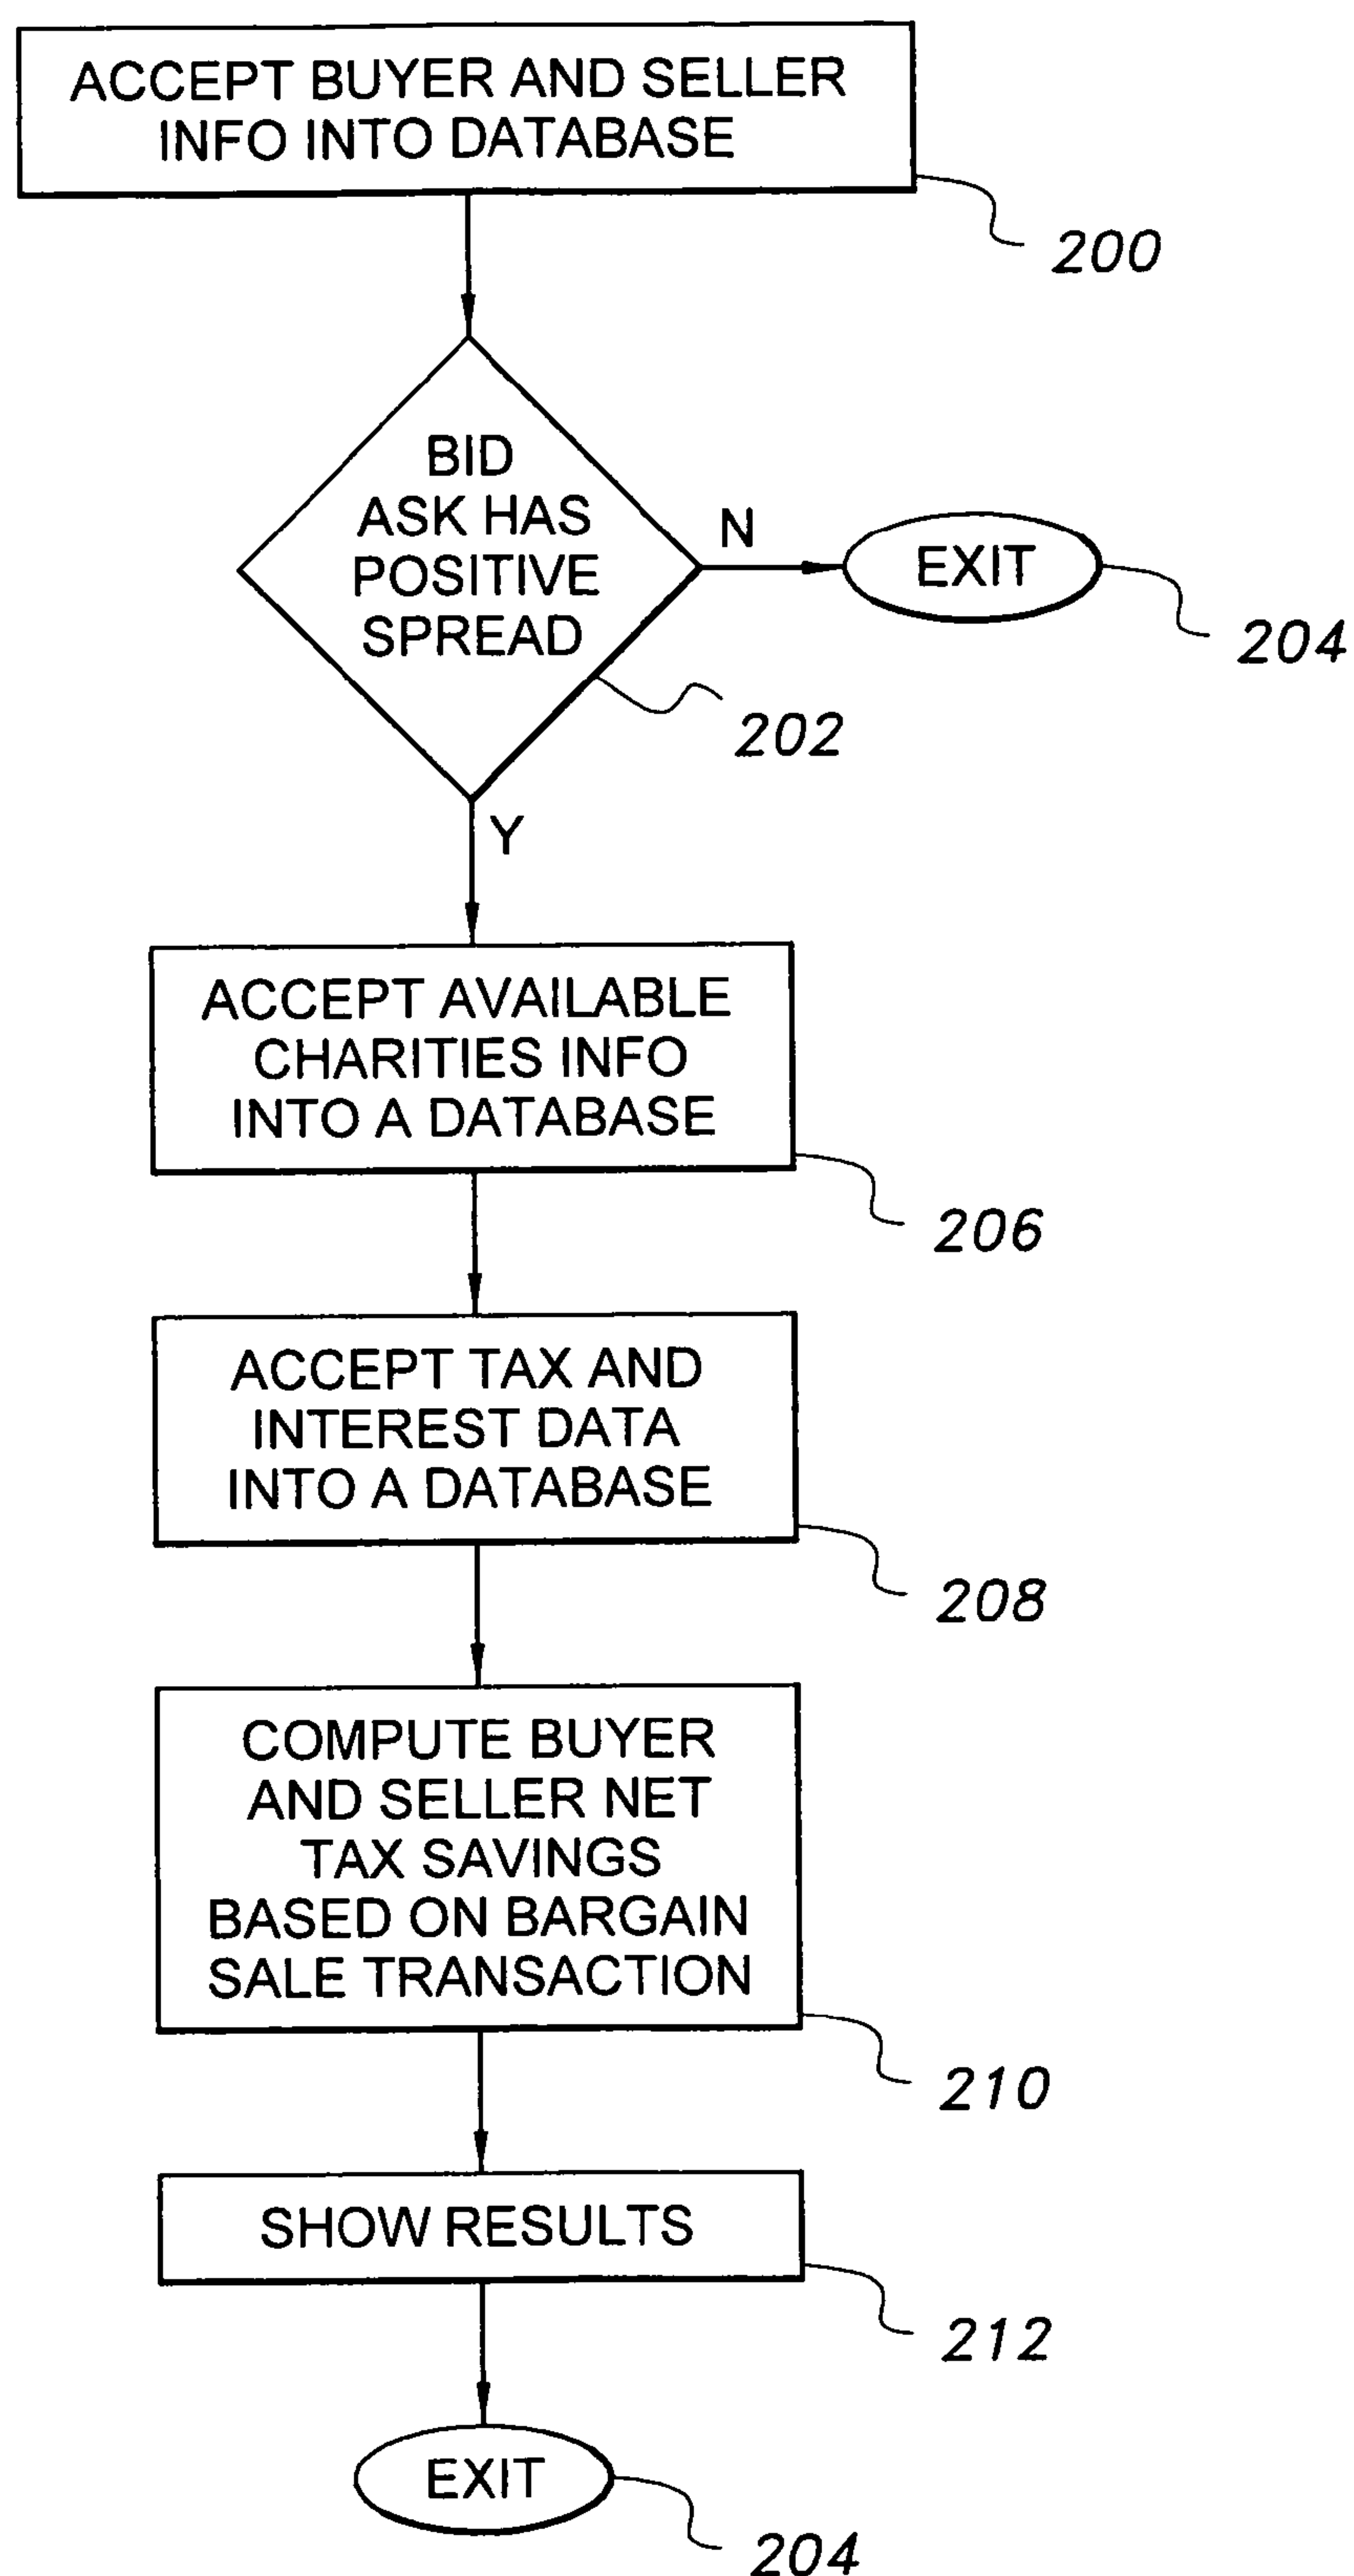 ACCEPT BUYER AND SELLER
INFO INTO DATABASE
200
BID
ASK HAS
POSITIVE
SPREAD
N
EXIT
204
202
Y
ACCEPT AVAILABLE
CHARITIES INFO
INTO A DATABASE
206
ACCEPT TAX AND
INTEREST DATA
INTO A DATABASE
208
COMPUTE BUYER
AND SELLER NET
TAX SAVINGS
BASED ON BARGAIN
SALE TRANSACTION
210
SHOW RESULTS
212
EXIT
204